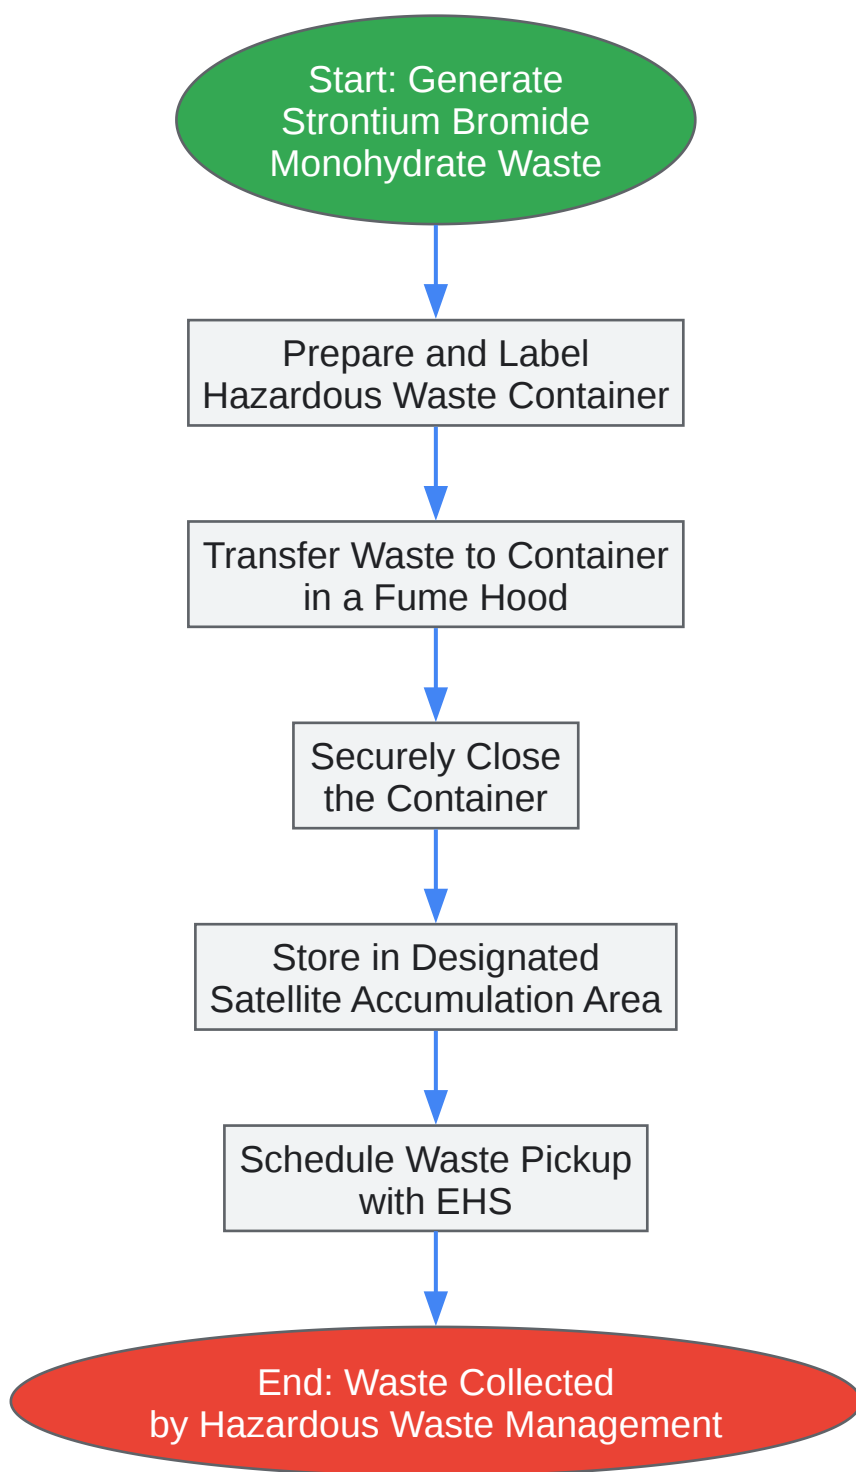 Start: Generate
Strontium Bromide
Monohydrate Waste
Prepare and Label
Hazardous Waste Container
Transfer Waste to Container
in a Fume Hood
Securely Close
the Container
Store in Designated
Satellite Accumulation Area
Schedule Waste Pickup
with EHS
End: Waste Collected
by Hazardous Waste Management